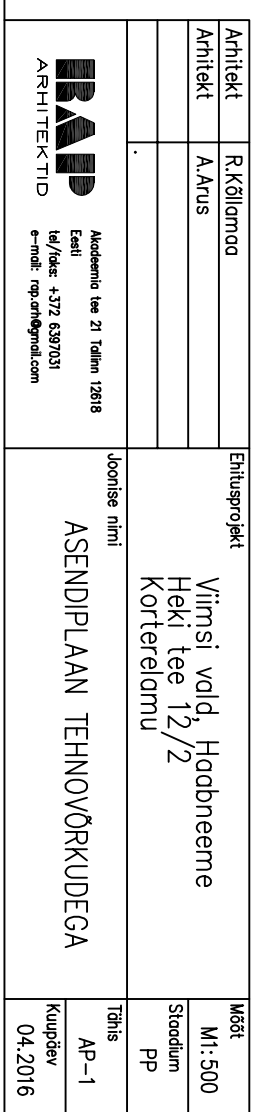 Arhitekt R.Kõllamaa
Arhitekt A.Arus
RAP
ARHITEKTID
Akadeemia tee 21 Tallinn 12618
Eesti
tel/faks: +372 6397031
e-mail: rap.arh@gmail.com
Ehitusprojekt
Viimsi vald, Haabneeme
Heki tee 12/2
Korterelamu
Joonise nimi
ASENDIPLAAN TEHNOVÕRKUDEGA
Mõõt
M1:500
Staadium
PP
Tähis
AP-1
Kuupäev
04.2016